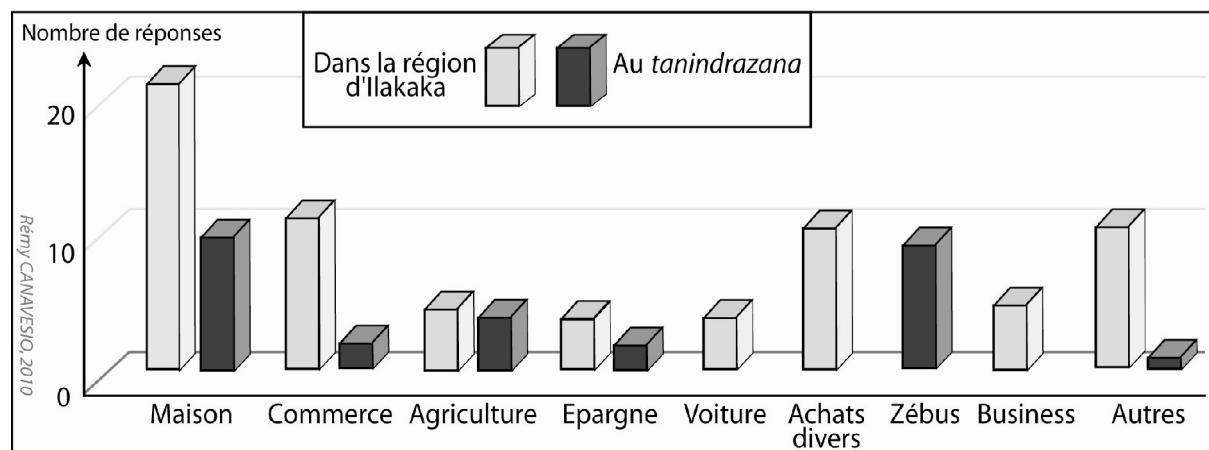 Nombre de réponses
Dans la région
d'Ilakaka
Au tanindrazana
20
10
0
Rémy CANAVESIO, 2010
Maison
Commerce
Agriculture
Epargne
Voiture
Achats
divers
Zébus
Business
Autres